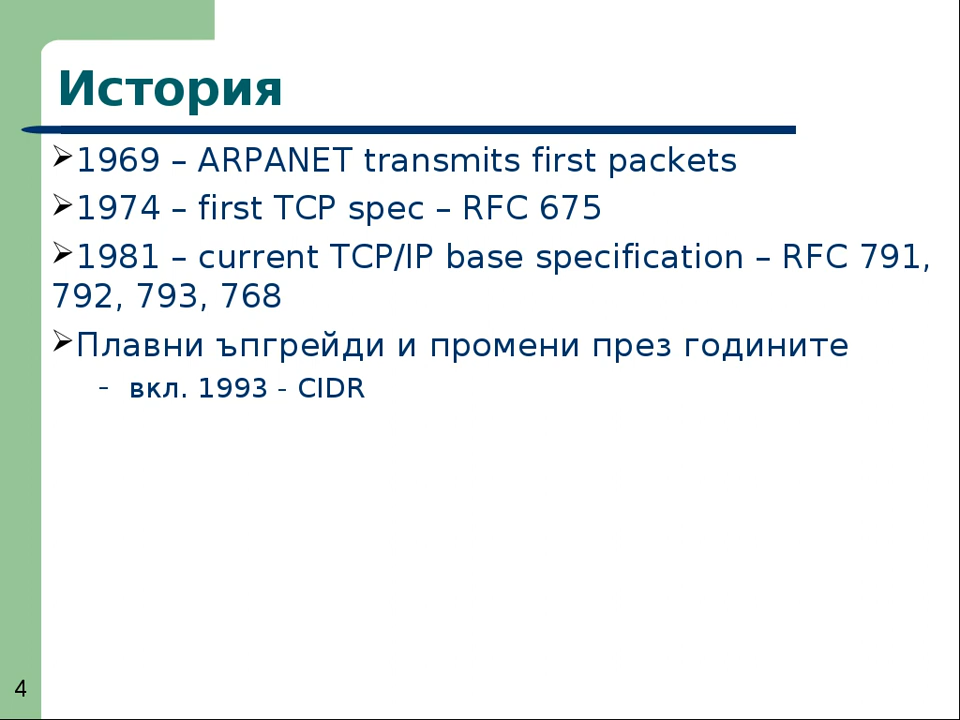 История
1969 – ARPANET transmits first packets
1974 – first TCP spec – RFC 675
1981 – current TCP/IP base specification – RFC 791,
792, 793, 768
Плавни ъпгрейди и промени през годините
– вкл. 1993 - CIDR
4